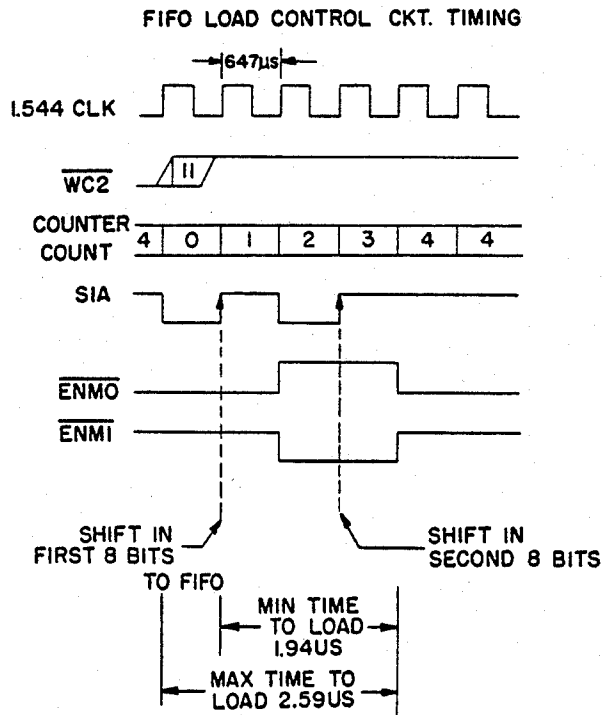 FIFO LOAD CONTROL CKT. TIMING
647µs
1.544 CLK
WC2
COUNTER COUNT
4 0 1 2 3 4 4
SIA
ENMO
ENMI
SHIFT IN
FIRST 8 BITS
TO FIFO
SHIFT IN
SECOND 8 BITS
MIN TIME
TO LOAD
1.94US
MAX TIME TO
LOAD 2.59US